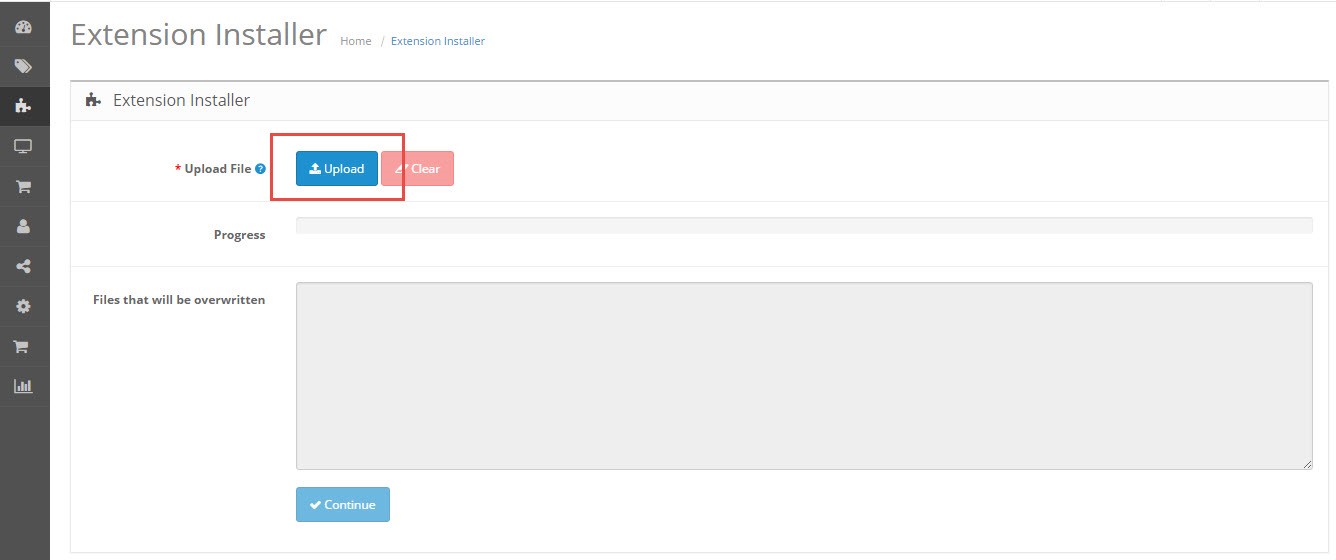 Extension Installer Home / Extension Installer
Extension Installer
* Upload File ? Upload Clear
Progress
Files that will be overwritten
Continue